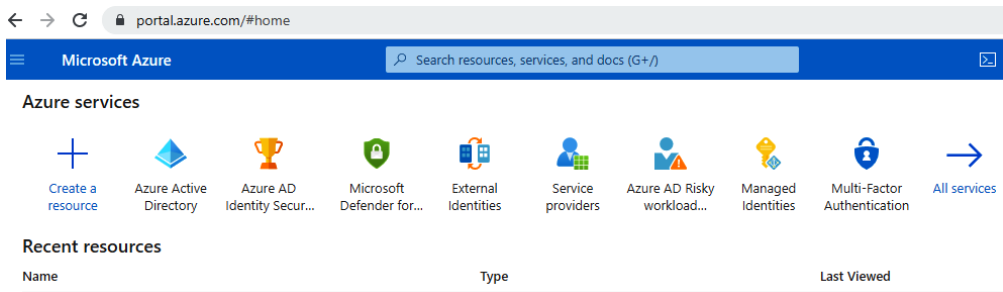 portal.azure.com/#home
Microsoft Azure
Search resources, services, and docs (G+/)
Azure services
Create a resource
Azure Active Directory
Azure AD Identity Secur...
Microsoft Defender for...
External Identities
Service providers
Azure AD Risky workload...
Managed Identities
Multi-Factor Authentication
All services
Recent resources
Name Type Last Viewed